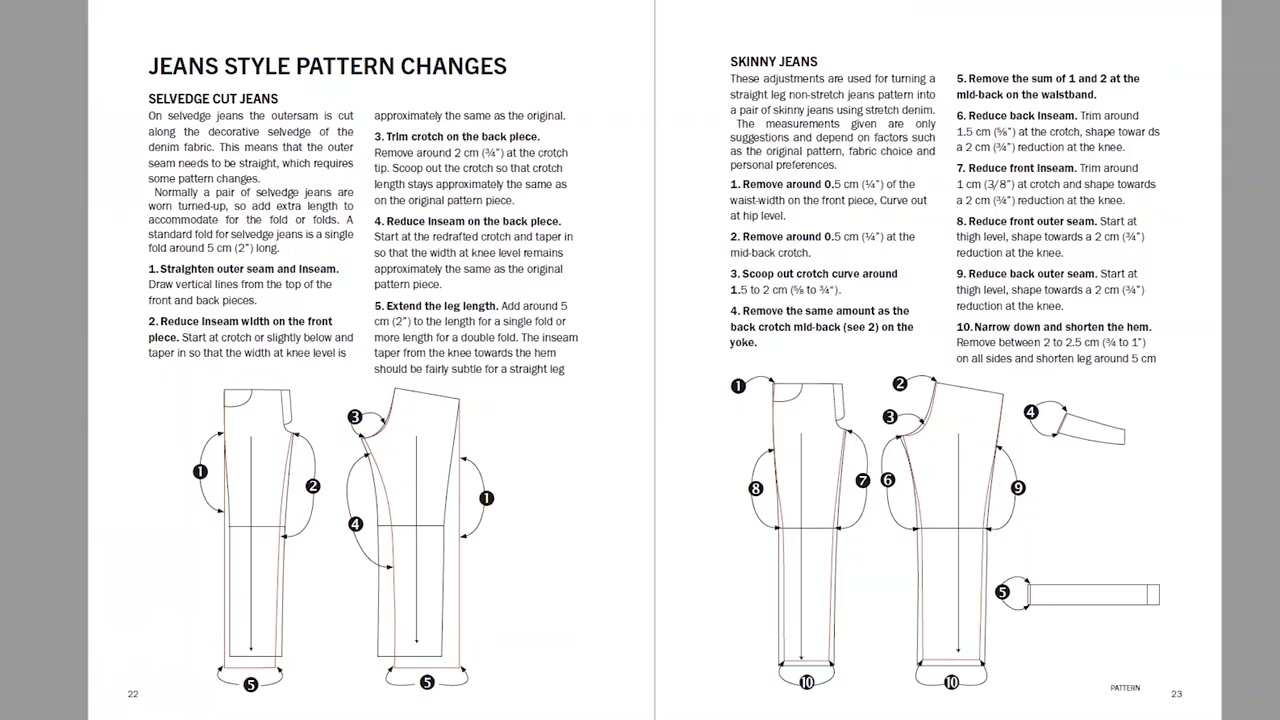 JEANS STYLE PATTERN CHANGES
SELVEDGE CUT JEANS
On selvedge jeans the outersam is cut
along the decorative selvedge of the
denim fabric. This means that the outer
seam needs to be straight, which requires
some pattern changes.
Normally a pair of selvedge jeans are
worn turned-up, so add extra length to
accommodate for the fold or folds. A
standard fold for selvedge jeans is a single
fold around 5 cm (2”) long.
1. Straighten outer seam and Inseam.
Draw vertical lines from the top of the
front and back pieces.
2. Reduce Inseam width on the front
piece. Start at crotch or slightly below and
taper in so that the width at knee level is
approximately the same as the original.
3. Trim crotch on the back piece.
Remove around 2 cm (¾”) at the crotch
tip. Scoop out the crotch so that crotch
length stays approximately the same as
on the original pattern piece.
4. Reduce Inseam on the back piece.
Start at the redrafted crotch and taper in
so that the width at knee level remains
approximately the same as the original
pattern piece.
5. Extend the leg length. Add around 5
cm (2”) to the length for a single fold or
more length for a double fold. The inseam
taper from the knee towards the hem
should be fairly subtle for a straight leg
1
2
3
4
1
5
5
22
SKINNY JEANS
These adjustments are used for turning a
straight leg non-stretch jeans pattern into
a pair of skinny jeans using stretch denim.
The measurements given are only
suggestions and depend on factors such
as the original pattern, fabric choice and
personal preferences.
1. Remove around 0.5 cm (¼”) of the
waist-width on the front piece, Curve out
at hip level.
2. Remove around 0.5 cm (¼”) at the
mid-back crotch.
3. Scoop out crotch curve around
1.5 to 2 cm (⅝ to ¾“).
4. Remove the same amount as the
back crotch mid-back (see 2) on the
yoke.
5. Remove the sum of 1 and 2 at the
mid-back on the waistband.
6. Reduce back Inseam. Trim around
1.5 cm (⅝”) at the crotch, shape towar ds
a 2 cm (¾”) reduction at the knee.
7. Reduce front inseam. Trim around
1 cm (3/8”) at crotch and shape towards
a 2 cm (¾”) reduction at the knee.
8. Reduce front outer seam. Start at
thigh level, shape towards a 2 cm (¾”)
reduction at the knee.
9. Reduce back outer seam. Start at
thigh level, shape towards a 2 cm (¾”)
reduction at the knee.
10. Narrow down and shorten the hem.
Remove between 2 to 2.5 cm (¾ to 1”)
on all sides and shorten leg around 5 cm
1
2
3
4
8
7
6
9
5
10
10
PATTERN
23